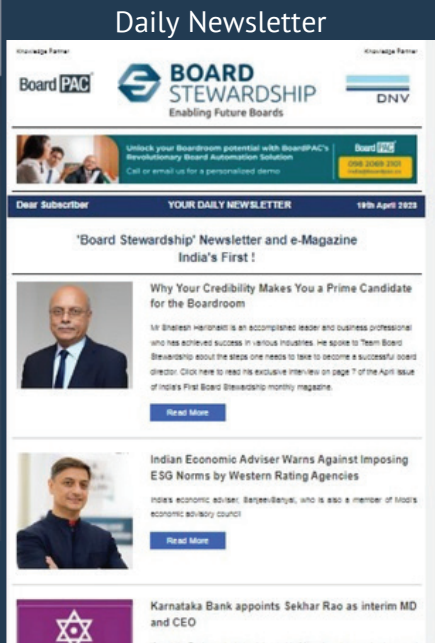 Daily Newsletter
Knowledge Partner
Knowledge Partner
Board PAC
BOARD
STEWARDSHIP
Enabling Future Boards
DNV
Unlock your Boardroom potential with BoardPAC's
Revolutionary Board Automation Solution
Call or email us for a personalized demo
Board PAC
098 2069 2101
Dear Subscriber
YOUR DAILY NEWSLETTER
19th April 2023
'Board Stewardship' Newsletter and e-Magazine
India's First !
Why Your Credibility Makes You a Prime Candidate
for the Boardroom
Mr Shailesh Haribhakti is an accomplished leader and business professional
who has achieved success in various industries. He spoke to Team Board
Stewardship about the steps one needs to take to become a successful board
director. Click here to read his exclusive interview on page 7 of the April issue
of India's First Board Stewardship monthly magazine.
Read More
Indian Economic Adviser Warns Against Imposing
ESG Norms by Western Rating Agencies
India's economic adviser, SanjeevSanyal, who is also a member of Modi's
economic advisory council
Read More
Karnataka Bank appoints Sekhar Rao as interim MD
and CEO